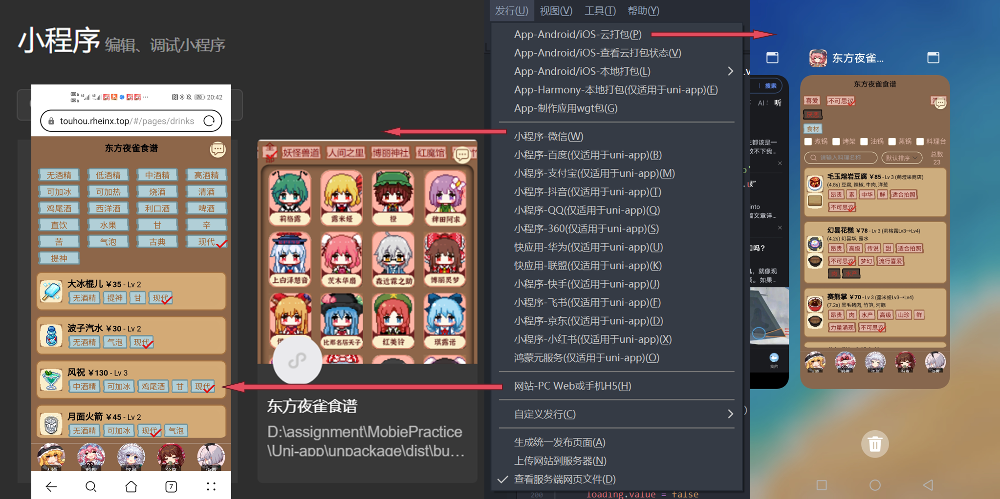 小程序 编辑、调试小程序
20:42
touhou.rheinx.top/#/pages/drinks
东方夜雀食谱
无酒精 低酒精 中酒精 高酒精
可加冰 可加热 烧酒 清酒
鸡尾酒 西洋酒 利口酒 啤酒
直饮 水果 甘 辛
苦 气泡 古典 现代
提神
大冰棍儿 ¥35 - Lv 2
无酒精 提神 甘 现代
波子汽水 ¥30 - Lv 2
无酒精 气泡 现代
风祝 ¥130 - Lv 3
中酒精 可加冰 鸡尾酒 甘 现代
月面火箭 ¥45 - Lv 2
无酒精 可加冰 现代 气泡
人物 料理 饮品 分享 设置
7
全部 妖怪兽道 人间之里 博丽神社 红魔馆
莉格露 露米娅 橙 稗田阿求
上白泽慧音 茨木华扇 森近霖之助 博丽灵梦
比那名居天子 红美铃 琪露诺
东方夜雀食谱
D:\assignment\MobiePractice
\Uni-app\unpackage\dist\bu...
发行(U) 视图(V) 工具(T) 帮助(Y)
App-Android/iOS-云打包(P)
App-Android/iOS-查看云打包状态(V)
App-Android/iOS-本地打包(L)
App-Harmony-本地打包(仅适用于uni-app)(E)
App-制作应用wgt包(G)
小程序-微信(W)
小程序-百度(仅适用于uni-app)(B)
小程序-支付宝(仅适用于uni-app)(M)
小程序-抖音(仅适用于uni-app)(T)
小程序-QQ(仅适用于uni-app)(Q)
小程序-360(仅适用于uni-app)(S)
快应用-华为(仅适用于uni-app)(U)
快应用-联盟(仅适用于uni-app)(K)
小程序-快手(仅适用于uni-app)(J)
小程序-飞书(仅适用于uni-app)(F)
小程序-京东(仅适用于uni-app)(D)
小程序-小红书(仅适用于uni-app)(X)
鸿蒙元服务(仅适用于uni-app)(O)
网站-PC Web或手机H5(H)
自定义发行(C)
生成统一发布页面(A)
上传网站到服务器(N)
查看服务端网页文件(D)
200 loading.value = false
搜索
AI 听
都该是一
不下我...
into
篇文章详...
吗？
，就像现
。如果...
我的
东方夜雀...
东方夜雀食谱
喜爱 不可思议
食材
煮锅 烤架 油锅 蒸锅 料理台
请输入料理名称 默认排序 总数
23
毛玉熔岩豆腐 ¥85 - Lv 3 (萌澄果商店)
(4.8s) 豆腐, 辣椒, 牛肉, 洋葱
昂贵 素 中华 鲜 适合拍照
不可思议
幻昙花糕 ¥78 - Lv 3 (莉格露Lv3→Lv4)
(4.2s) 幻昙华, 露水
昂贵 高级 传说 甜 适合拍照
不可思议 梦幻 流行喜爱
肉 水产
赛熊掌 ¥70 - Lv 3 (露米娅Lv3→Lv4)
(7.2s) 黑毛猪肉, 竹笋, 河豚
昂贵 肉 水产 高级 山珍 鲜
力量涌现 不可思议
人物 料理 饮品 分享 设置